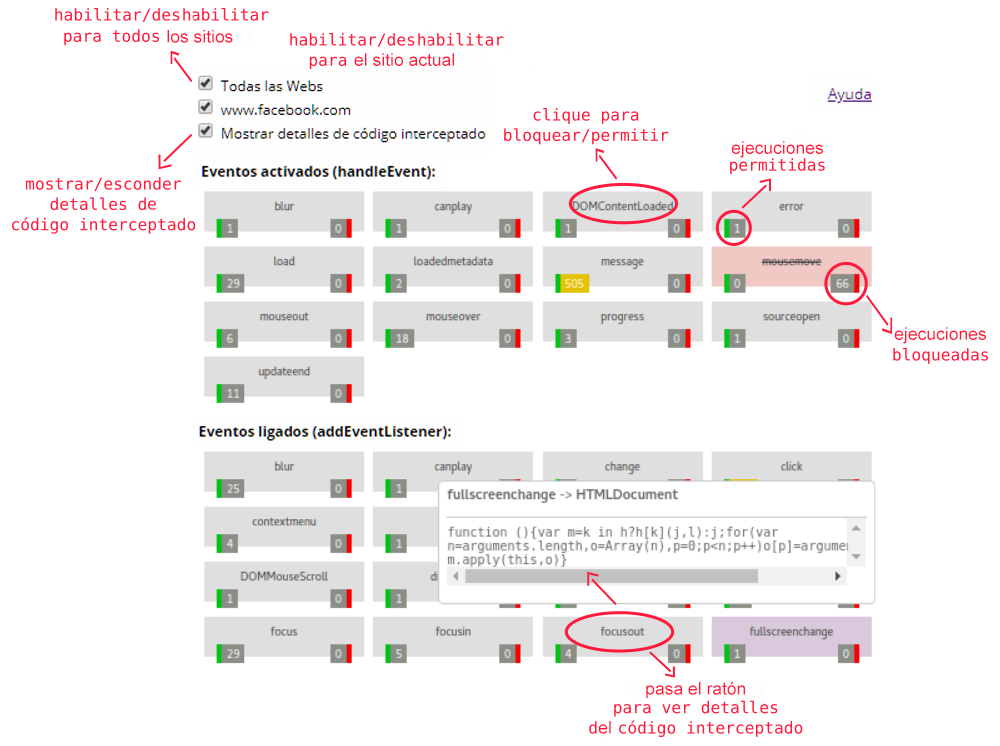 habilitar/deshabilitar
para todos los sitios
habilitar/deshabilitar
para el sitio actual
Todas las Webs
www.facebook.com
Mostrar detalles de código interceptado
Ayuda
clique para
bloquear/permitir
ejecuciones
permitidas
mostrar/esconder
detalles de
código interceptado
Eventos activados (handleEvent):
blur canplay DOMContentLoaded error
1 0 1 0 1 0 1 0
load loadedmetadata message mousemove
29 0 2 0 505 0 0 66
mouseout mouseover progress sourceopen
6 0 18 0 3 0 1 0
ejecuciones
bloqueadas
updateend
11 0
Eventos ligados (addEventListener):
blur canplay change click
25 0 1
fullscreenchange -> HTMLDocument
function (){var m=k in h?h[k](j,l):j;for(var
n=arguments.length,o=Array(n),p=0;p<n;p++)o[p]=argume
m.apply(this,o)}
contextmenu
4 0
DOMMouseScroll
1 0 1 0 1 0 1 0
focus focusin focusout fullscreenchange
29 0 5 0 4 0 1 0
pasa el ratón
para ver detalles
del código interceptado